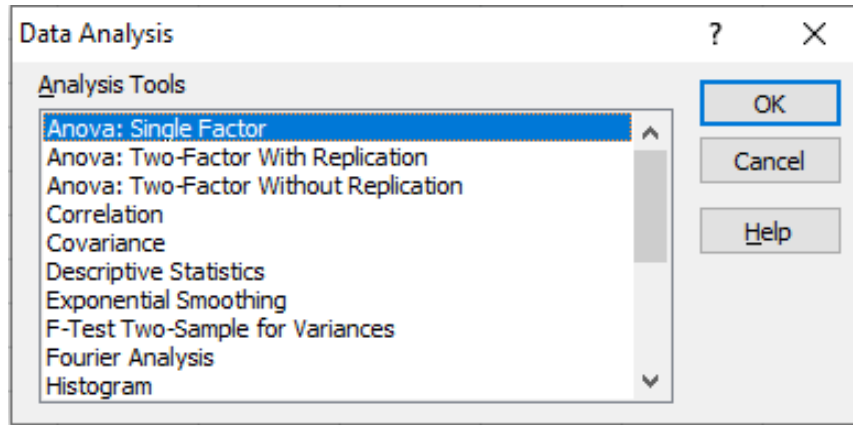 Data Analysis
?
Analysis Tools
Anova: Single Factor
Anova: Two-Factor With Replication
Anova: Two-Factor Without Replication
Correlation
Covariance
Descriptive Statistics
Exponential Smoothing
F-Test Two-Sample for Variances
Fourier Analysis
Histogram
OK
Cancel
Help